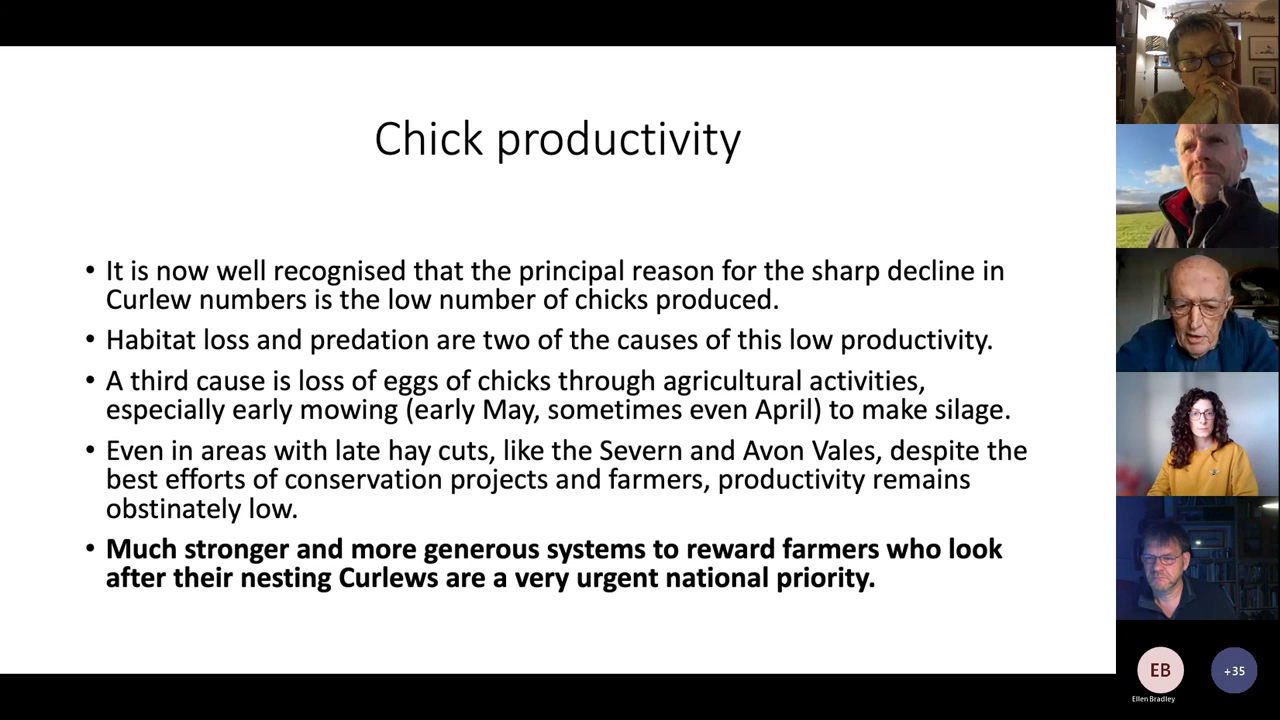 Chick productivity
• It is now well recognised that the principal reason for the sharp decline in
Curlew numbers is the low number of chicks produced.
• Habitat loss and predation are two of the causes of this low productivity.
• A third cause is loss of eggs of chicks through agricultural activities,
especially early mowing (early May, sometimes even April) to make silage.
• Even in areas with late hay cuts, like the Severn and Avon Vales, despite the
best efforts of conservation projects and farmers, productivity remains
obstinately low.
• Much stronger and more generous systems to reward farmers who look
after their nesting Curlews are a very urgent national priority.
EB
+35
Ellen Bradley